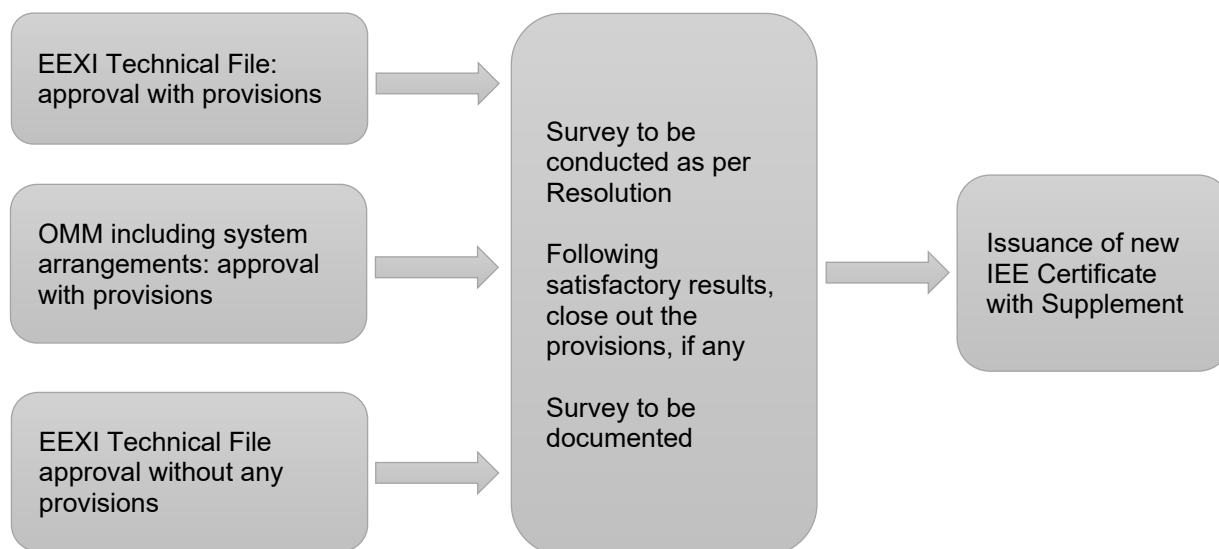 EEXI Technical File:
approval with provisions
OMM including system
arrangements: approval
with provisions
EEXI Technical File
approval without any
provisions
Survey to be
conducted as per
Resolution
Following
satisfactory results,
close out the
provisions, if any
Survey to be
documented
Issuance of new
IEE Certificate
with Supplement